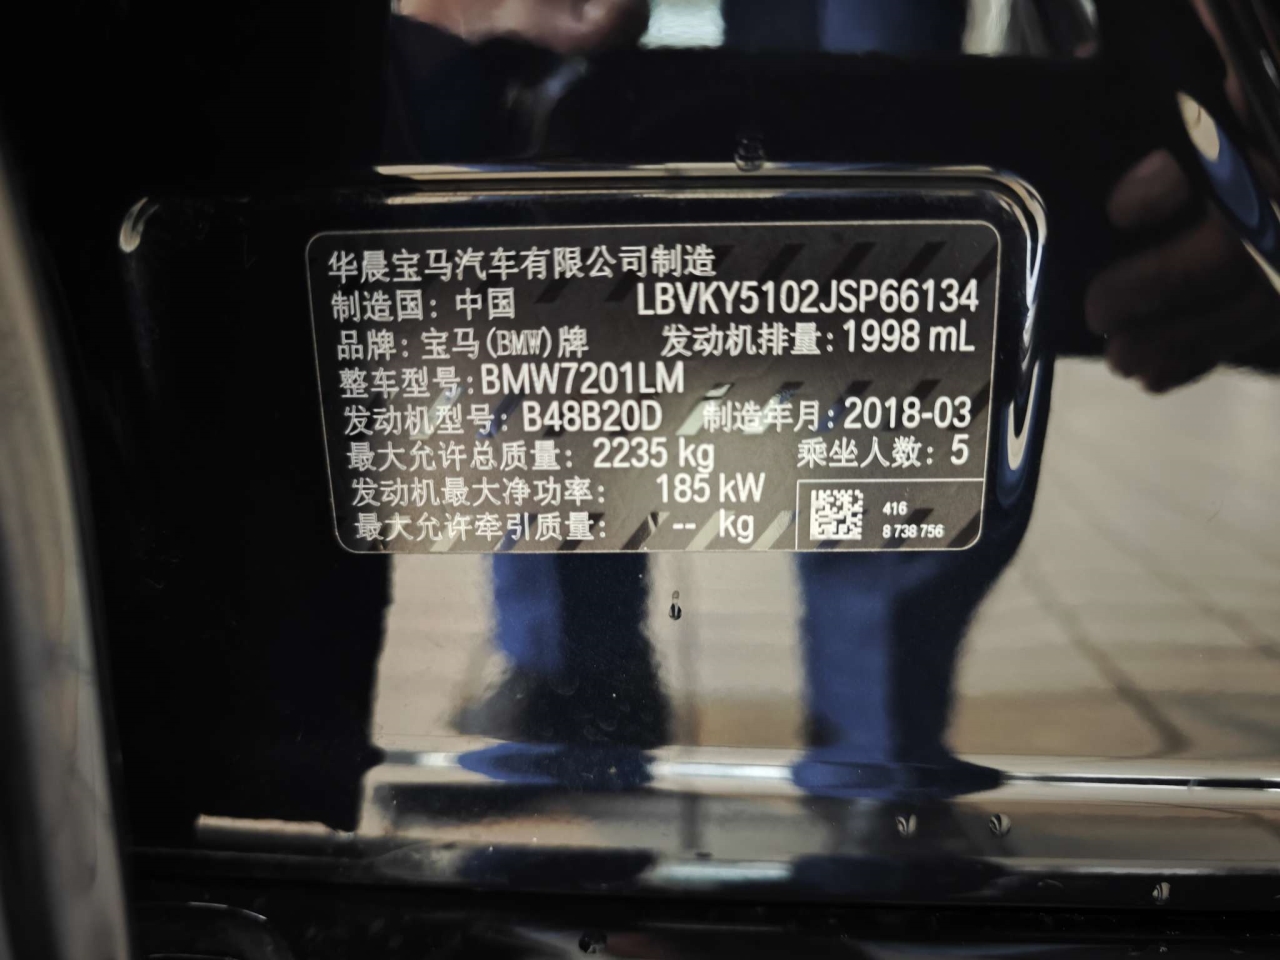 华晨宝马汽车有限公司制造
制造国：中国 LBVKY5102JSP66134
品牌：宝马(BMW)牌 发动机排量：1998 mL
整车型号：BMW7201LM
发动机型号：B48B20D 制造年月：2018-03
最大允许总质量：2235 kg 乘坐人数：5
发动机最大净功率：185 kW
最大允许牵引质量：-- kg
416
8 738 756